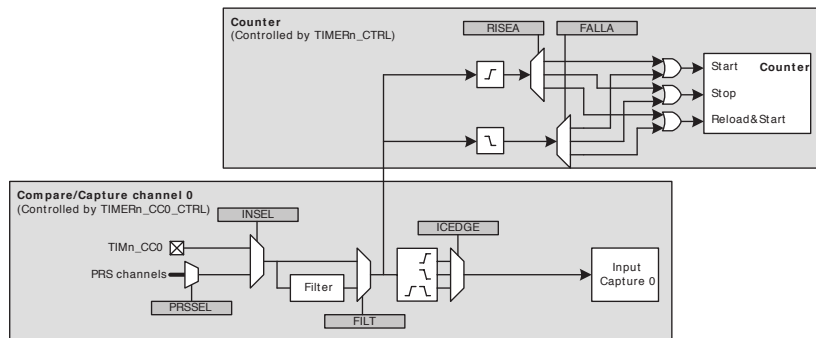 Counter
(Controlled by TIMERn_CTRL)
RISEA
FALLA
Start
Counter
Stop
Reload&Start
Compare/Capture channel 0
(Controlled by TIMERn_CC0_CTRL)
INSEL
ICEDGE
TIMn_CC0
PRS channels
Filter
Input
Capture 0
PRSSEL
FILT